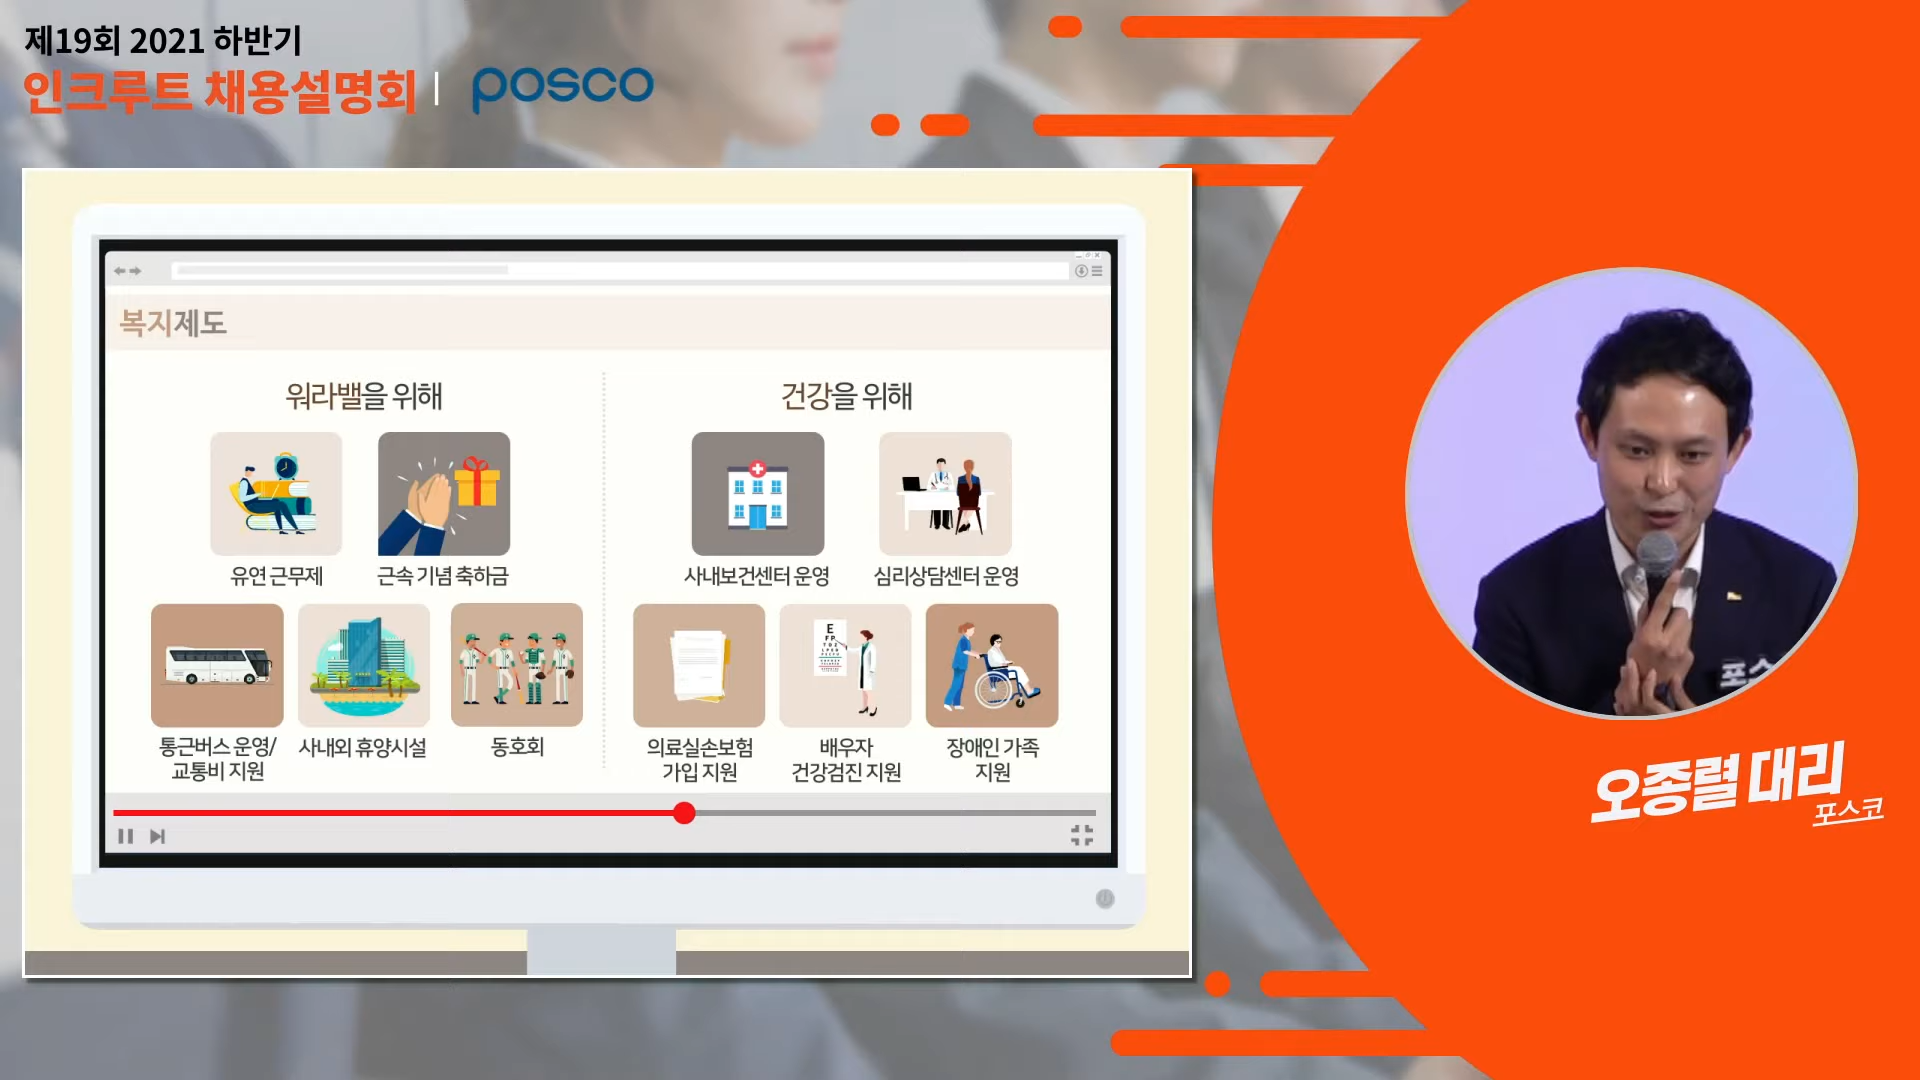 제19회 2021 하반기
인크루트 채용설명회
posco
복지제도
워라밸을 위해
건강을 위해
유연 근무제
근속 기념 축하금
사내보건센터 운영
심리상담센터 운영
통근버스 운영/
교통비 지원
사내외 휴양시설
동호회
의료실손보험
가입 지원
배우자
건강검진 지원
장애인 가족
지원
오종렬 대리
포스코